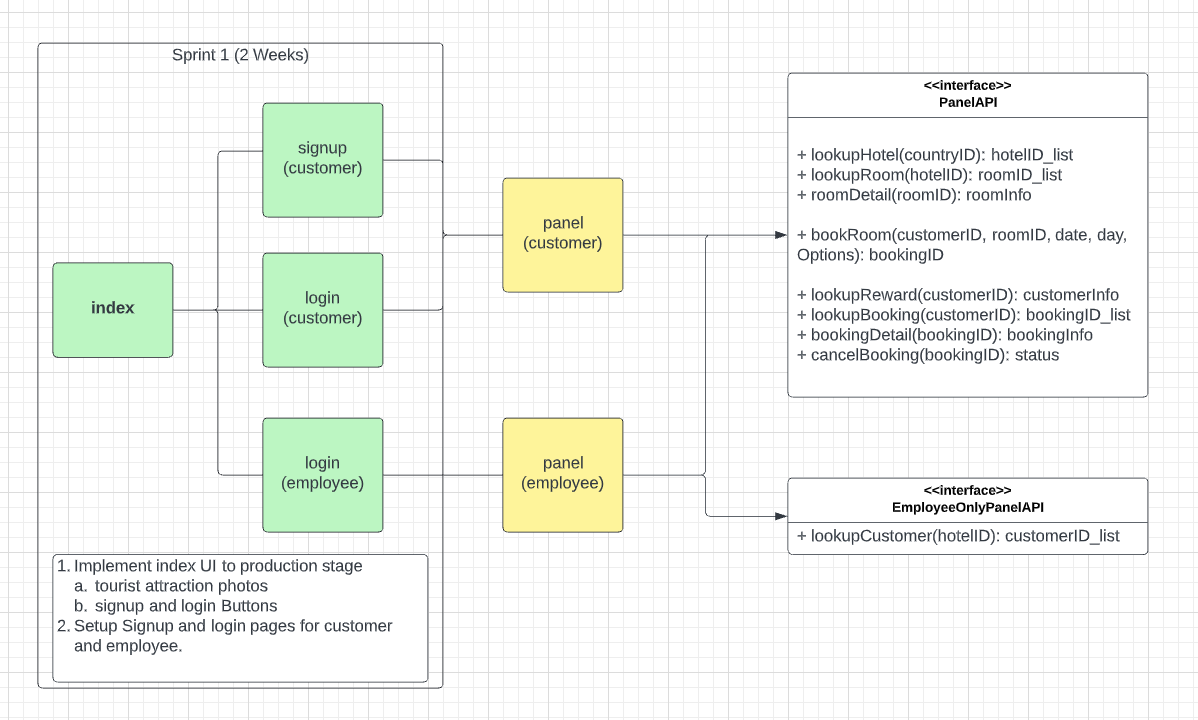 Sprint 1 (2 Weeks)
signup
(customer)
index
login
(customer)
login
(employee)
1. Implement index UI to production stage
a. tourist attraction photos
b. signup and login Buttons
2. Setup Signup and login pages for customer
and employee.
panel
(customer)
panel
(employee)
<<interface>>
PanelAPI
+ lookupHotel(countryID): hotelID_list
+ lookupRoom(hotelID): roomID_list
+ roomDetail(roomID): roomInfo
+ bookRoom(customerID, roomID, date, day,
Options): bookingID
+ lookupReward(customerID): customerInfo
+ lookupBooking(customerID): bookingID_list
+ bookingDetail(bookingID): bookingInfo
+ cancelBooking(bookingID): status
<<interface>>
EmployeeOnlyPanelAPI
+ lookupCustomer(hotelID): customerID_list